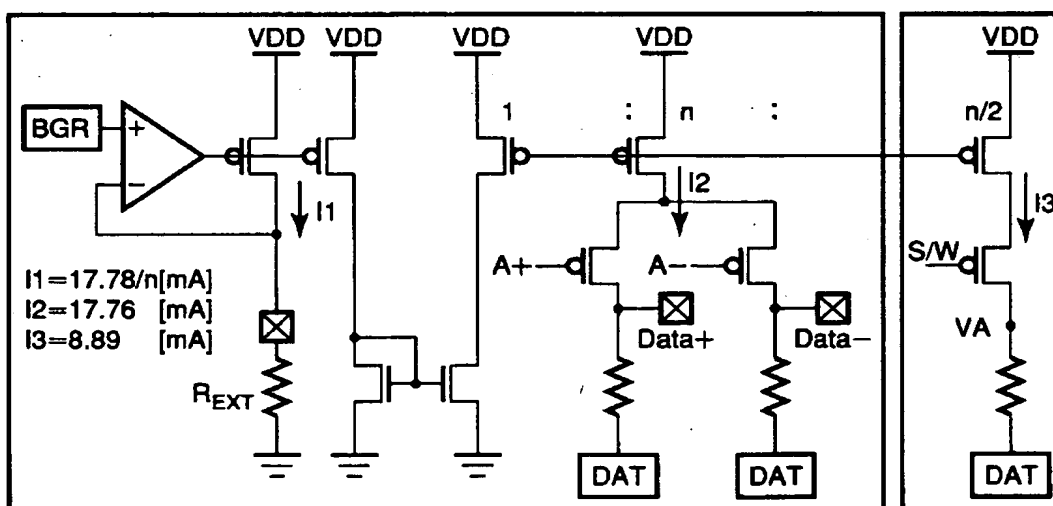 VDD VDD VDD VDD VDD
1 : n : n/2
BGR + −
I1 I2 I3
A+ A− S/W
I1=17.78/n[mA]
I2=17.76 [mA]
I3=8.89 [mA]
Data+ Data− VA
REXT
DAT DAT DAT